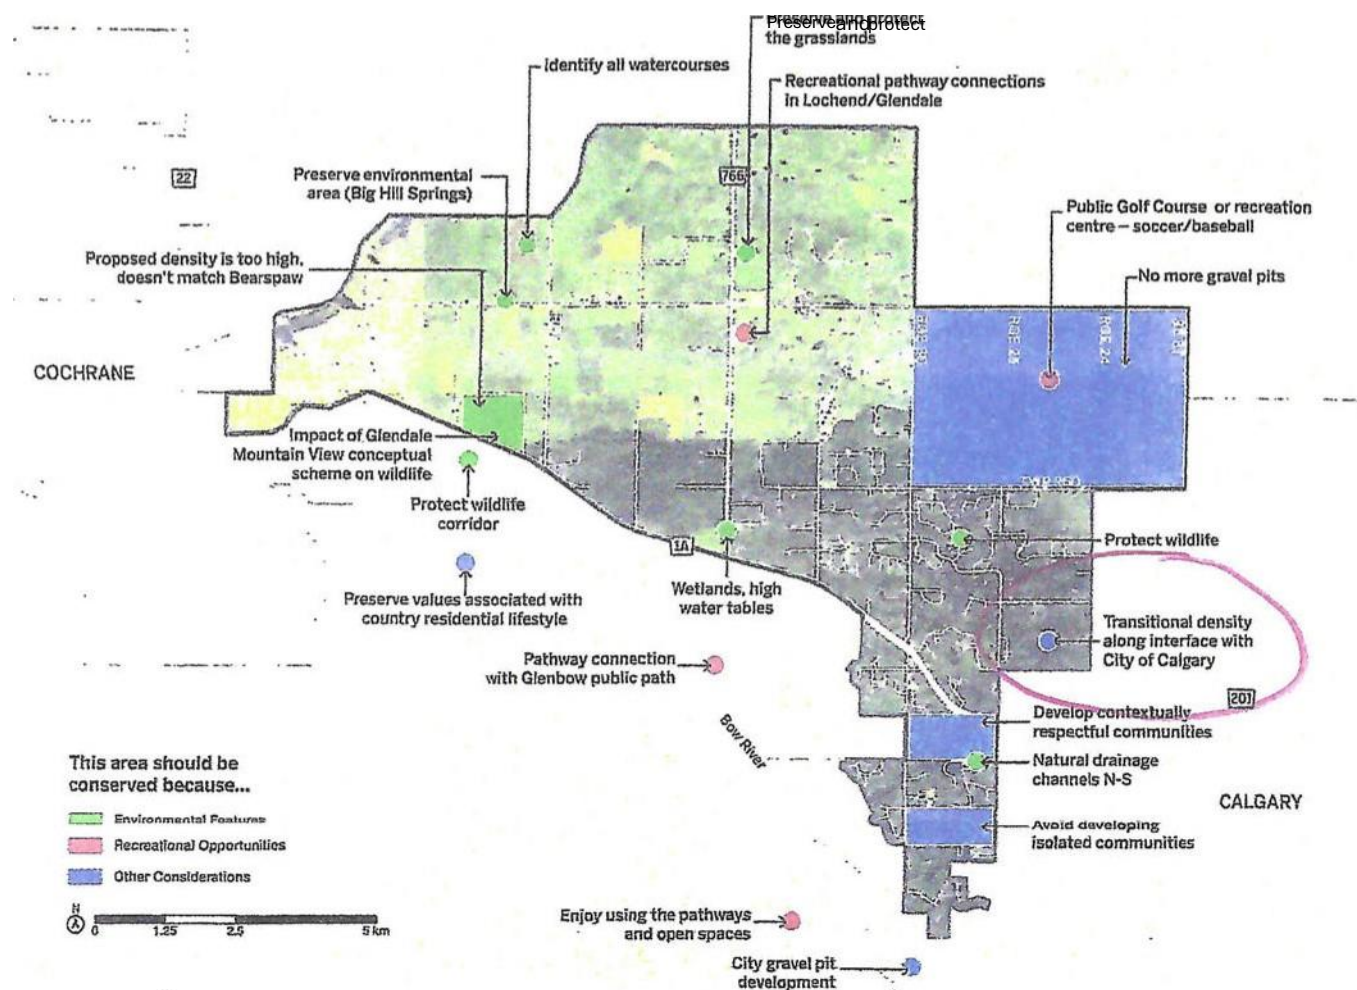 Preserve and protect
the grasslands
Identify all watercourses
Recreational pathway connections
in Lochend/Glendale
22
766
Preserve environmental
area (Big Hill Springs)
Public Golf Course or recreation
centre – soccer/baseball
Proposed density is too high,
doesn't match Bearspaw
No more gravel pits
COCHRANE
Impact of Glendale
Mountain View conceptual
scheme on wildlife
Protect wildlife
corridor
1A
Protect wildlife
Wetlands, high
water tables
Preserve values associated with
country residential lifestyle
Transitional density
along interface with
City of Calgary
Pathway connection
with Glenbow public path
201
Develop contextually
respectful communities
Bow River
Natural drainage
channels N-S
This area should be
conserved because...
CALGARY
Environmental Features
Recreational Opportunities
Other Considerations
Avoid developing
isolated communities
N
0 1.25 2.5 5 km
Enjoy using the pathways
and open spaces
City gravel pit
development